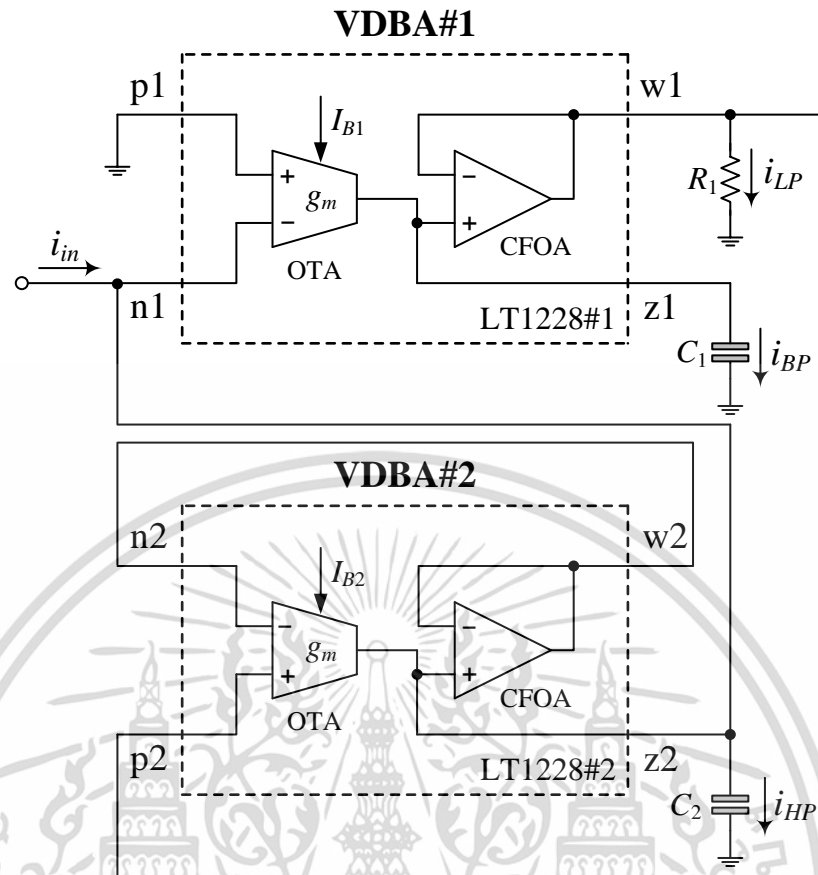 VDBA#1
p1
w1
I_B1
+
g_m
−
−
+
CFOA
OTA
R_1
i_LP
i_in
n1
z1
LT1228#1
C_1
i_BP
VDBA#2
n2
w2
I_B2
−
g_m
+
−
+
CFOA
OTA
p2
z2
LT1228#2
C_2
i_HP